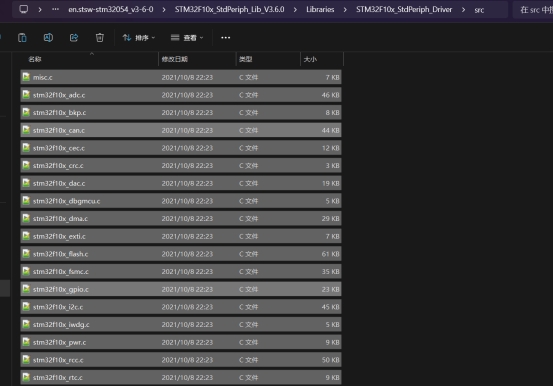 en.stsw-stm32054_v3-6-0 > STM32F10x_StdPeriph_Lib_V3.6.0 > Libraries > STM32F10x_StdPeriph_Driver > src 在 src 中搜
排序 查看
名称 修改日期 类型 大小
misc.c 2021/10/8 22:23 C 文件 7 KB
stm32f10x_adc.c 2021/10/8 22:23 C 文件 46 KB
stm32f10x_bkp.c 2021/10/8 22:23 C 文件 8 KB
stm32f10x_can.c 2021/10/8 22:23 C 文件 44 KB
stm32f10x_cec.c 2021/10/8 22:23 C 文件 12 KB
stm32f10x_crc.c 2021/10/8 22:23 C 文件 3 KB
stm32f10x_dac.c 2021/10/8 22:23 C 文件 19 KB
stm32f10x_dbgmcu.c 2021/10/8 22:23 C 文件 5 KB
stm32f10x_dma.c 2021/10/8 22:23 C 文件 29 KB
stm32f10x_exti.c 2021/10/8 22:23 C 文件 7 KB
stm32f10x_flash.c 2021/10/8 22:23 C 文件 61 KB
stm32f10x_fsmc.c 2021/10/8 22:23 C 文件 35 KB
stm32f10x_gpio.c 2021/10/8 22:23 C 文件 23 KB
stm32f10x_i2c.c 2021/10/8 22:23 C 文件 45 KB
stm32f10x_iwdg.c 2021/10/8 22:23 C 文件 5 KB
stm32f10x_pwr.c 2021/10/8 22:23 C 文件 9 KB
stm32f10x_rcc.c 2021/10/8 22:23 C 文件 50 KB
stm32f10x_rtc.c 2021/10/8 22:23 C 文件 9 KB